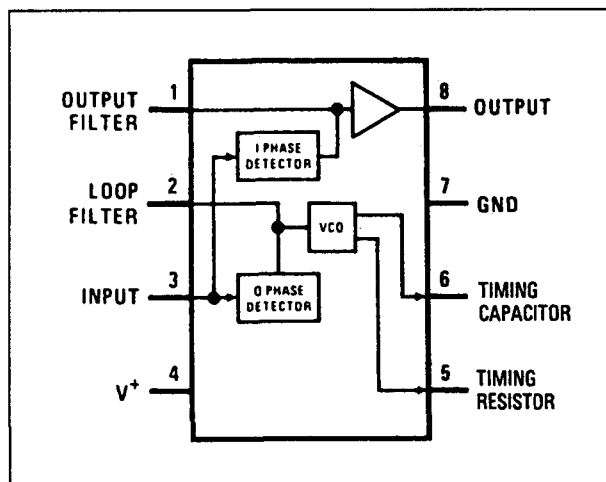 1
OUTPUT
FILTER
8
OUTPUT
I PHASE
DETECTOR
2
LOOP
FILTER
7
GND
VCO
3
INPUT
Q PHASE
DETECTOR
6
TIMING
CAPACITOR
4
V+
5
TIMING
RESISTOR